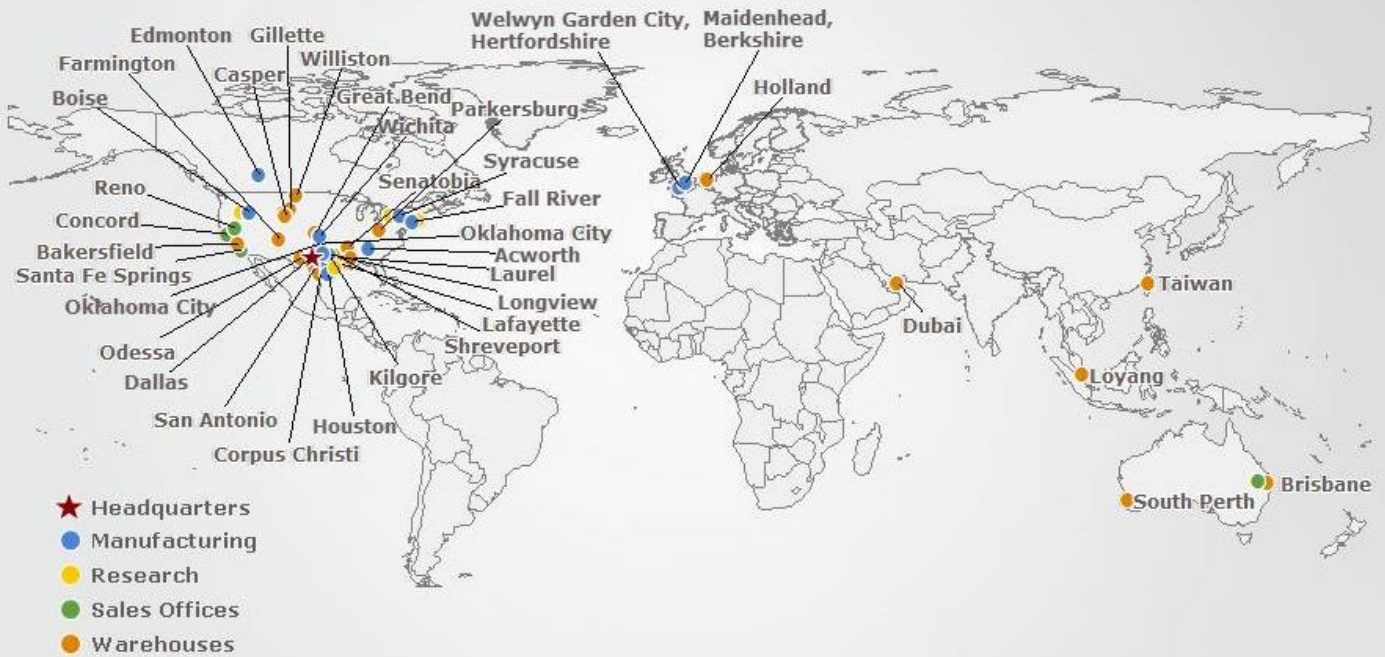 Welwyn Garden City,
Hertfordshire
Maidenhead,
Berkshire
Edmonton
Gillette
Farmington
Casper
Williston
Holland
Boise
Great Bend
Parkersburg
Wichita
Syracuse
Reno
Senatobia
Fall River
Concord
Oklahoma City
Bakersfield
Acworth
Santa Fe Springs
Laurel
Taiwan
Oklahoma City
Longview
Lafayette
Dubai
Shreveport
Odessa
Dallas
Kilgore
Loyang
San Antonio
Houston
Corpus Christi
Brisbane
South Perth
Headquarters
Manufacturing
Research
Sales Offices
Warehouses